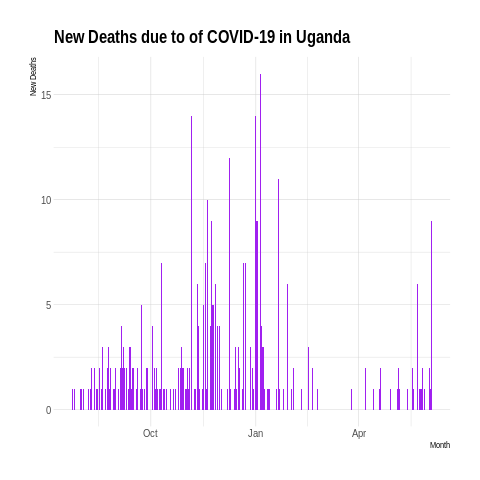 New Deaths due to of COVID-19 in Uganda
New Deaths
15
10
5
0
Oct Jan Apr
Month